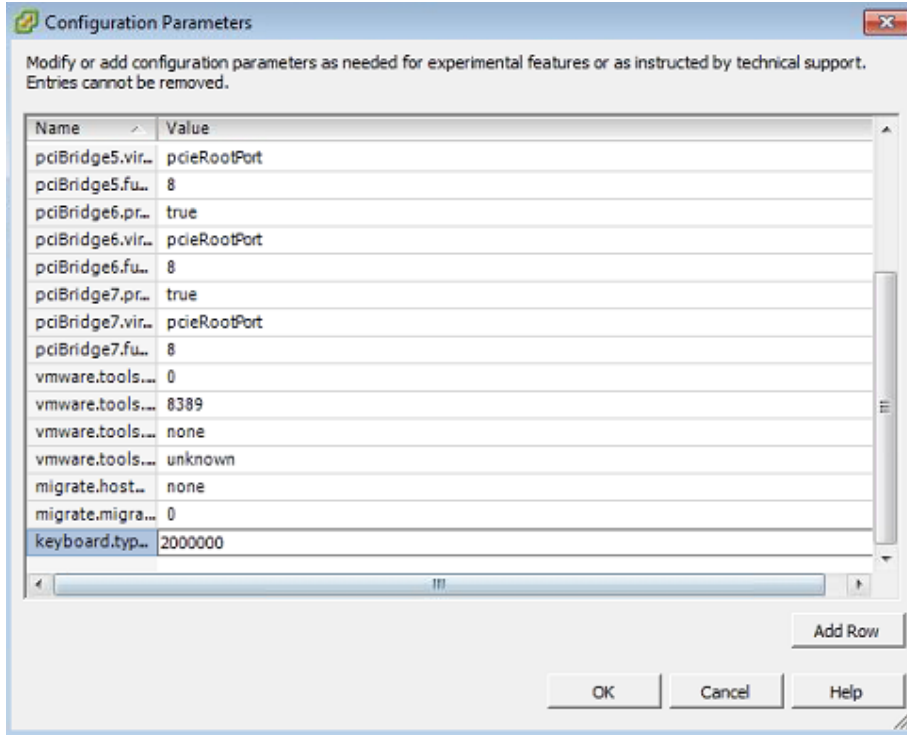 Configuration Parameters
Modify or add configuration parameters as needed for experimental features or as instructed by technical support.
Entries cannot be removed.
Name Value
pciBridge5.vir... pcieRootPort
pciBridge5.fu... 8
pciBridge6.pr... true
pciBridge6.vir... pcieRootPort
pciBridge6.fu... 8
pciBridge7.pr... true
pciBridge7.vir... pcieRootPort
pciBridge7.fu... 8
vmware.tools.... 0
vmware.tools.... 8389
vmware.tools.... none
vmware.tools.... unknown
migrate.host... none
migrate.migra... 0
keyboard.typ... 2000000
Add Row
OK Cancel Help